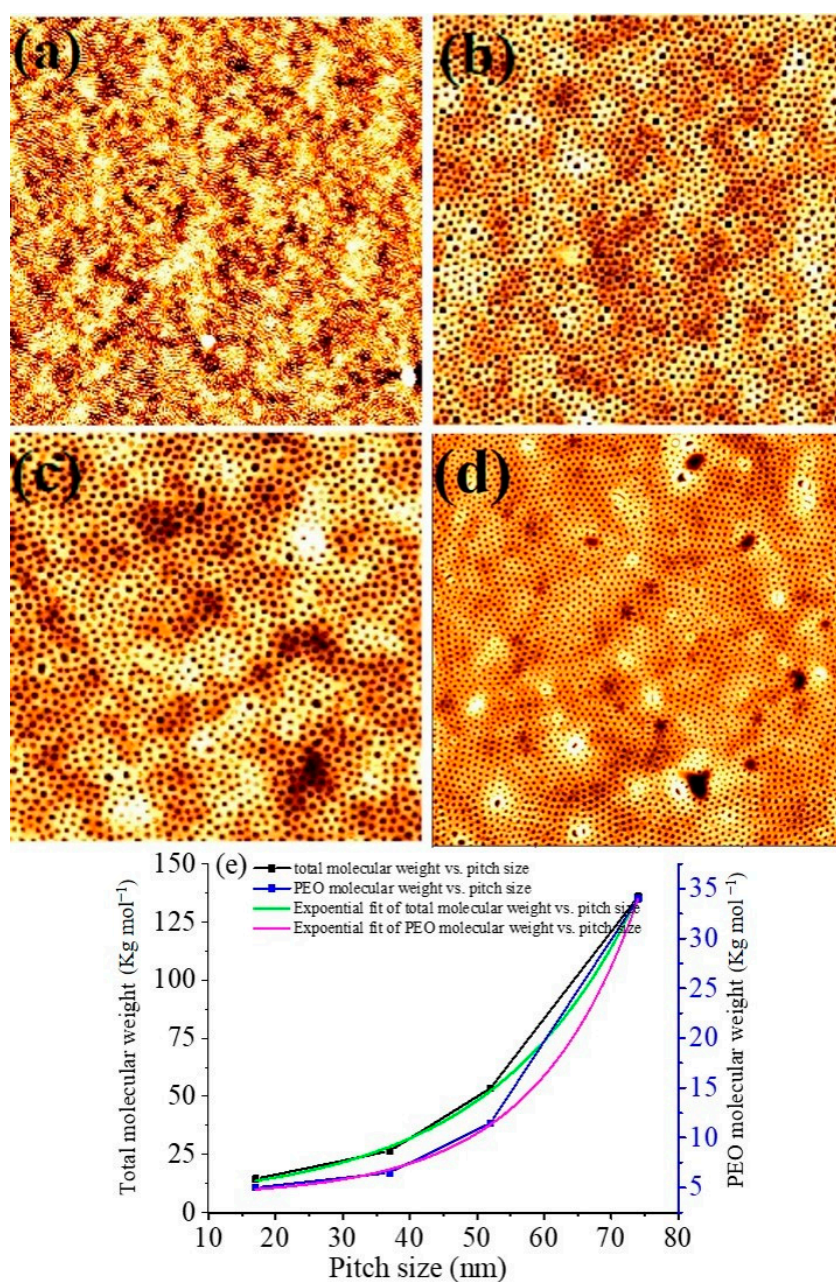 (a)
(b)
(c)
(d)
(e)
total molecular weight vs. pitch size
PEO molecular weight vs. pitch size
Expoential fit of total molecular weight vs. pitch size
Expoential fit of PEO molecular weight vs. pitch size
Total molecular weight (Kg mol⁻¹)
150
125
100
75
50
25
0
PEO molecular weight (Kg mol⁻¹)
35
30
25
20
15
10
5
10 20 30 40 50 60 70 80
Pitch size (nm)